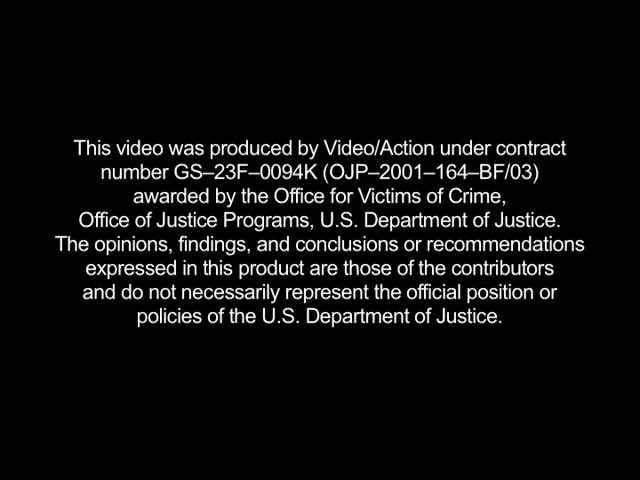 This video was produced by Video/Action under contract
number GS–23F–0094K (OJP–2001–164–BF/03)
awarded by the Office for Victims of Crime,
Office of Justice Programs, U.S. Department of Justice.
The opinions, findings, and conclusions or recommendations
expressed in this product are those of the contributors
and do not necessarily represent the official position or
policies of the U.S. Department of Justice.